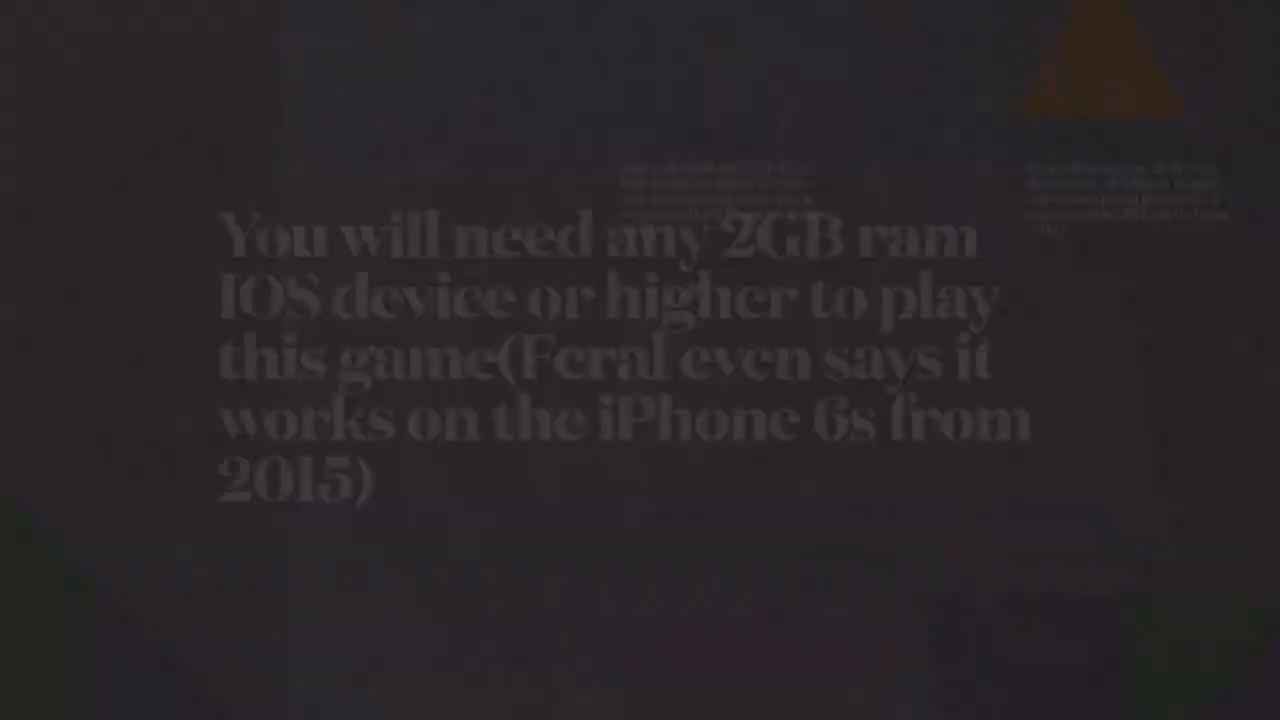 You will need any 2GB ram
IOS device or higher to play
this game(Feral even says it
works on the iPhone 6s from
2015)